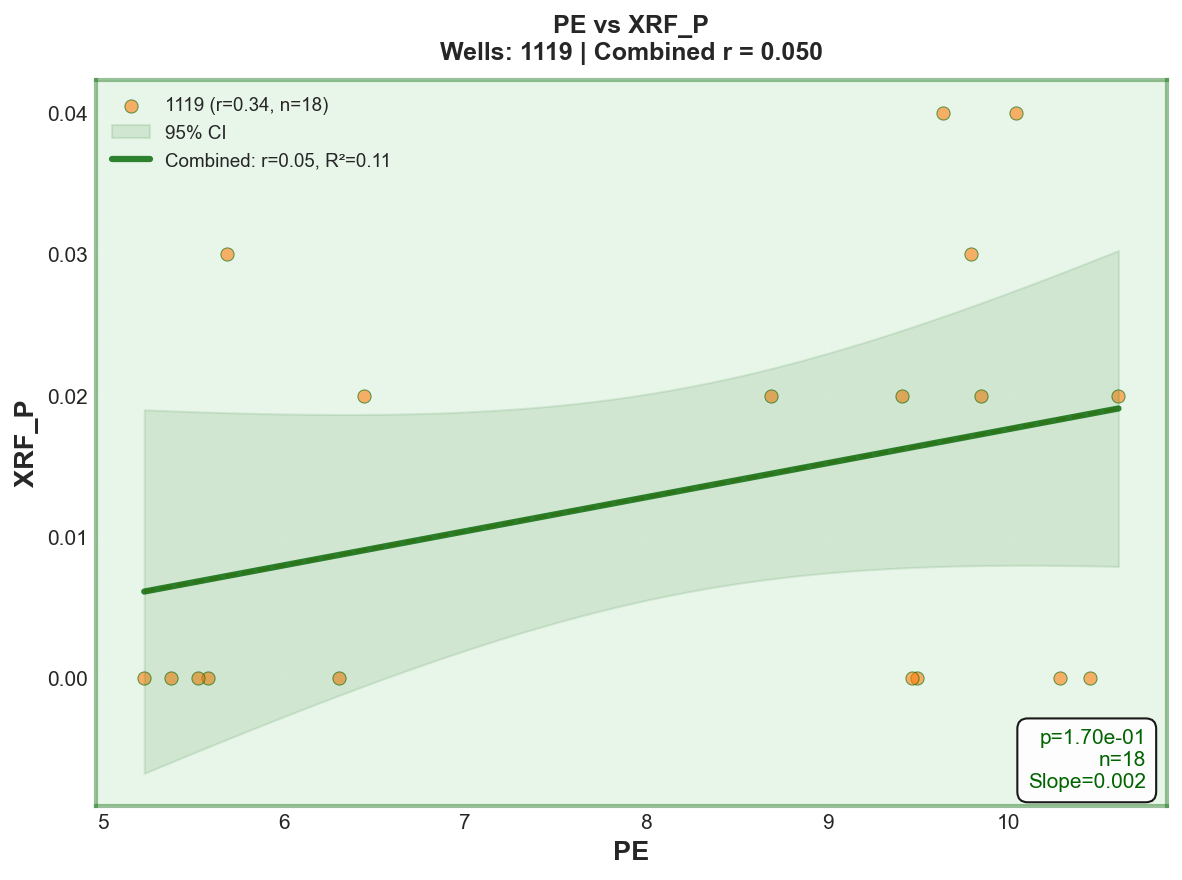 PE vs XRF_P
Wells: 1119 | Combined r = 0.050
1119 (r=0.34, n=18)
95% CI
Combined: r=0.05, R²=0.11
XRF_P
0.04
0.03
0.02
0.01
0.00
p=1.70e-01
n=18
Slope=0.002
5 6 7 8 9 10
PE